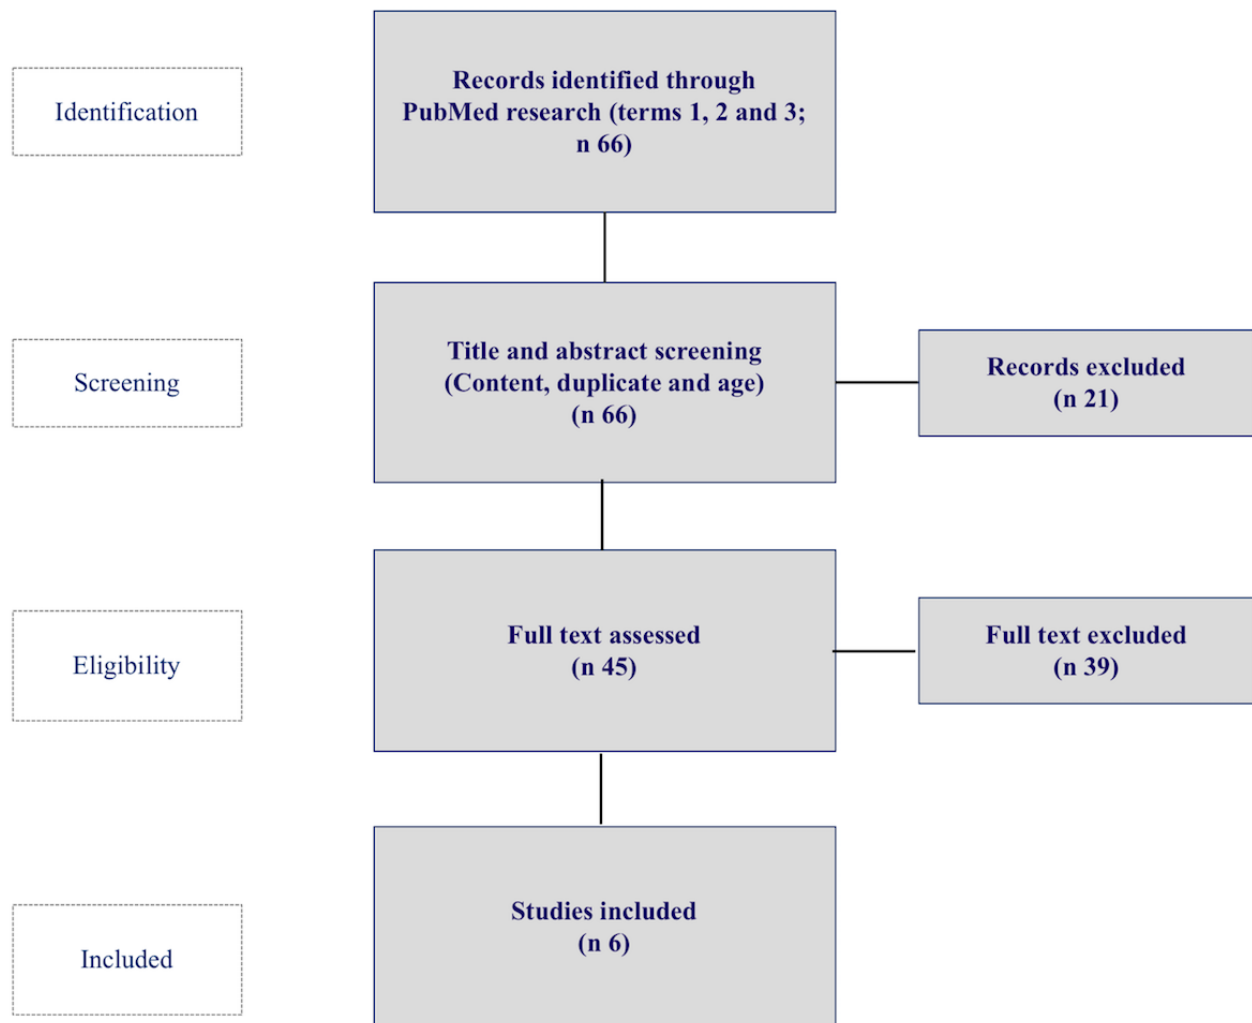 Identification
Records identified through
PubMed research (terms 1, 2 and 3;
n 66)
Screening
Title and abstract screening
(Content, duplicate and age)
(n 66)
Records excluded
(n 21)
Eligibility
Full text assessed
(n 45)
Full text excluded
(n 39)
Included
Studies included
(n 6)